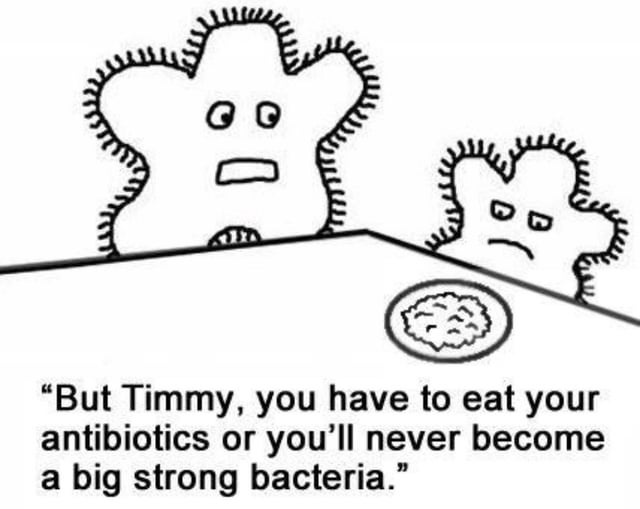 “But Timmy, you have to eat your
antibiotics or you’ll never become
a big strong bacteria.”